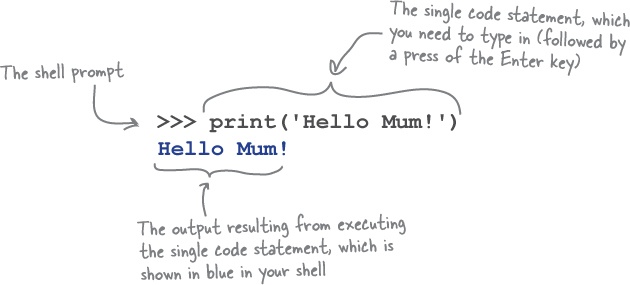 The single code statement, which
you need to type in (followed by
a press of the Enter key)
The shell prompt
>>> print('Hello Mum!')
Hello Mum!
The output resulting from executing
the single code statement, which is
shown in blue in your shell